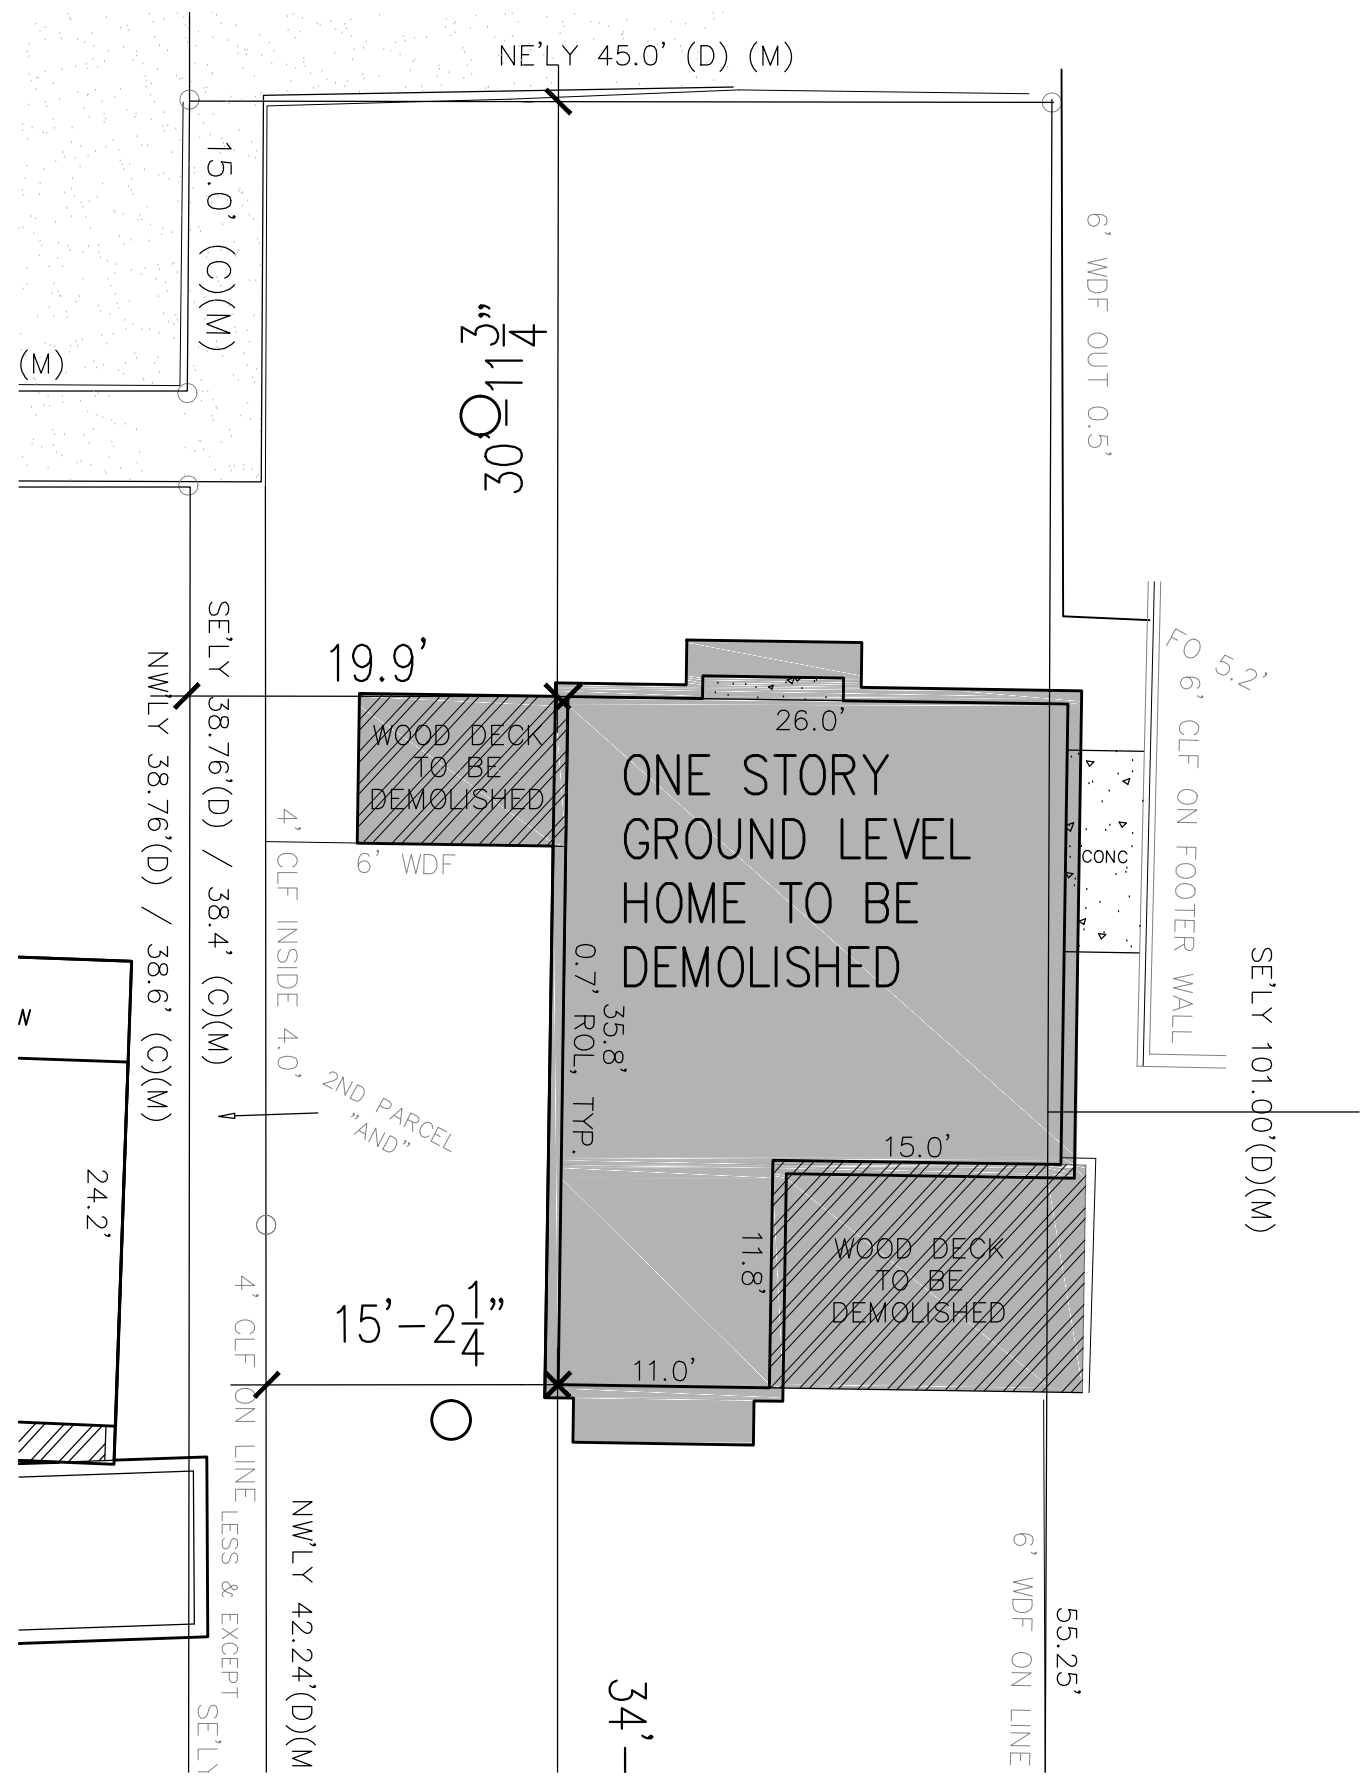 NE'LY 45.0' (D) (M)
15.0' (C)(M)
(M)
30'-11 3/4"
6' WDF OUT 0.5'
FO 5.2'
6' CLF ON FOOTER WALL
SE'LY 38.76'(D) / 38.4' (C)(M)
NW'LY 38.76'(D) / 38.6' (C)(M)
19.9'
WOOD DECK
TO BE
DEMOLISHED
6' WDF
26.0'
ONE STORY
GROUND LEVEL
HOME TO BE
DEMOLISHED
CONC
4' CLF INSIDE 4.0'
35.8'
0.7' ROL, TYP.
SE'LY 101.00'(D)(M)
N
2ND PARCEL
"AND"
24.2'
15.0'
11.8'
WOOD DECK
TO BE
DEMOLISHED
15'-2 1/4"
11.0'
4' CLF ON LINE
LESS & EXCEPT
NW'LY 42.24'(D)(M
SE'LY
34'-
6' WDF ON LINE
55.25'